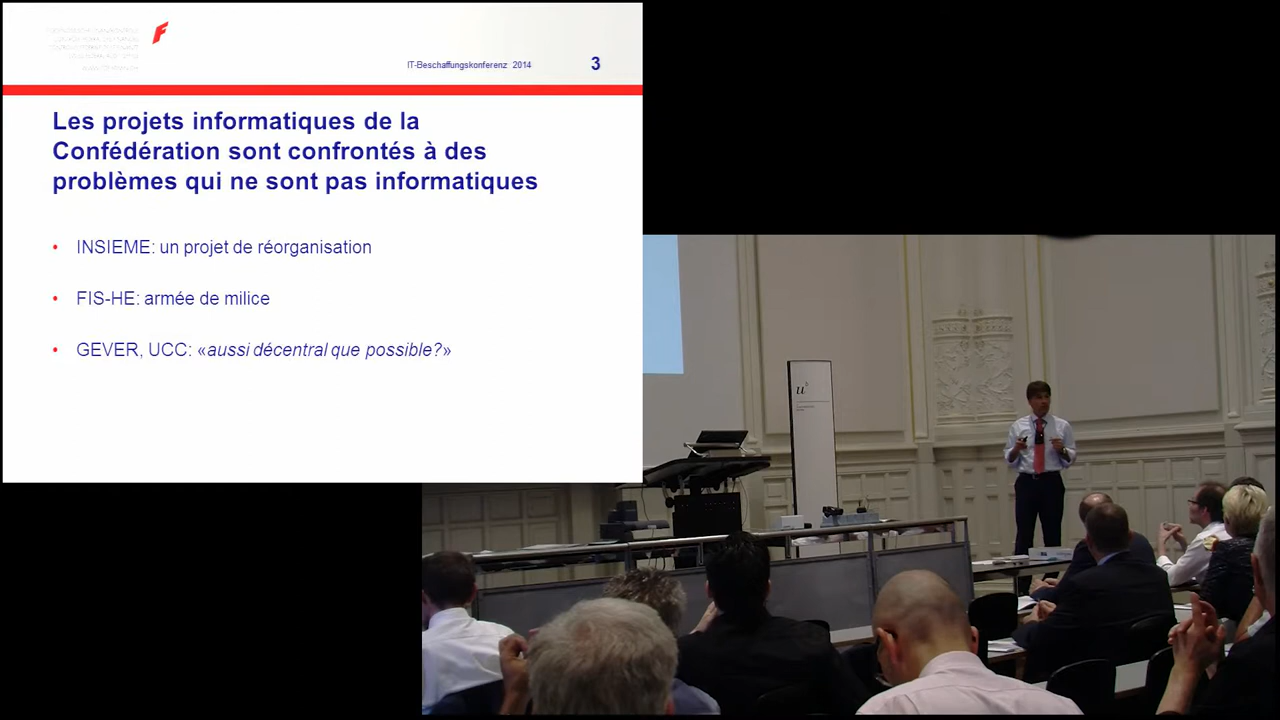 IT-Beschaffungskonferenz 2014
3
Les projets informatiques de la
Confédération sont confrontés à des
problèmes qui ne sont pas informatiques
• INSIEME: un projet de réorganisation
• FIS-HE: armée de milice
• GEVER, UCC: «aussi décentral que possible?»
u
b